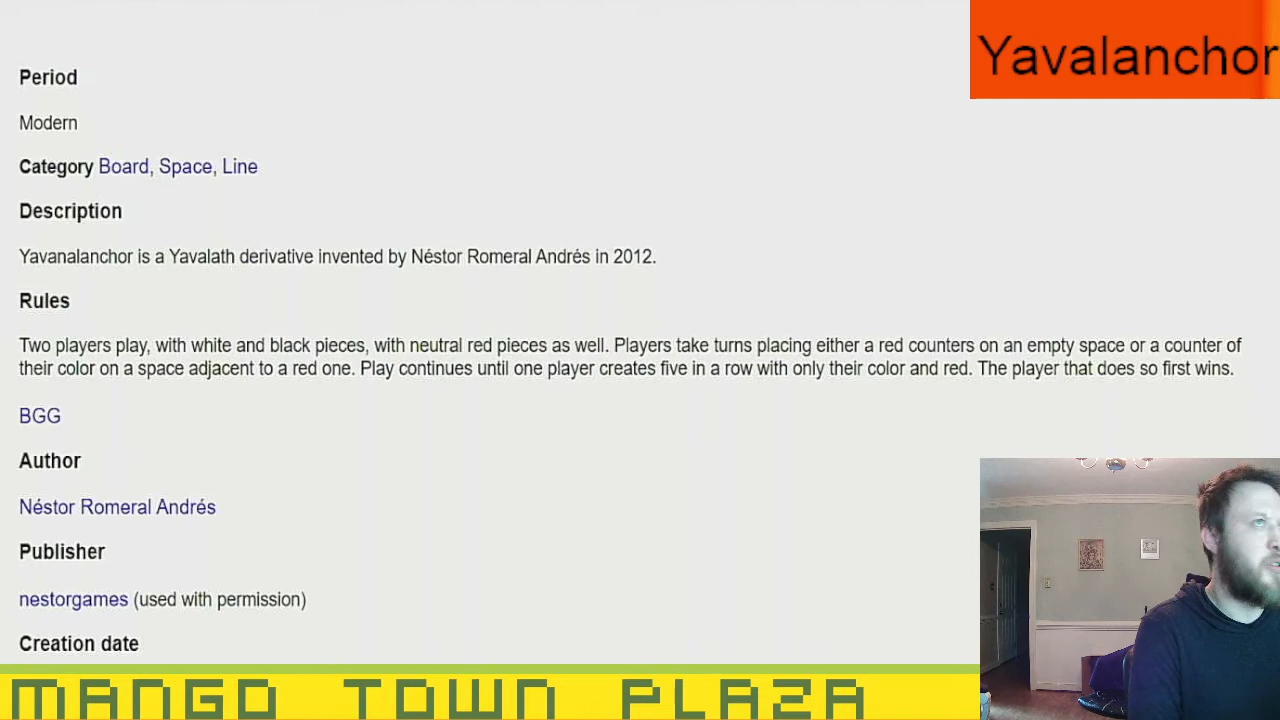 Yavalanchor
Period
Modern
Category Board, Space, Line
Description
Yavanalanchor is a Yavalath derivative invented by Néstor Romeral Andrés in 2012.
Rules
Two players play, with white and black pieces, with neutral red pieces as well. Players take turns placing either a red counters on an empty space or a counter of
their color on a space adjacent to a red one. Play continues until one player creates five in a row with only their color and red. The player that does so first wins.
BGG
Author
Néstor Romeral Andrés
Publisher
nestorgames (used with permission)
Creation date
MANGO TOWN PLAZA